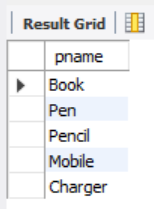 Result Grid
pname
Book
Pen
Pencil
Mobile
Charger